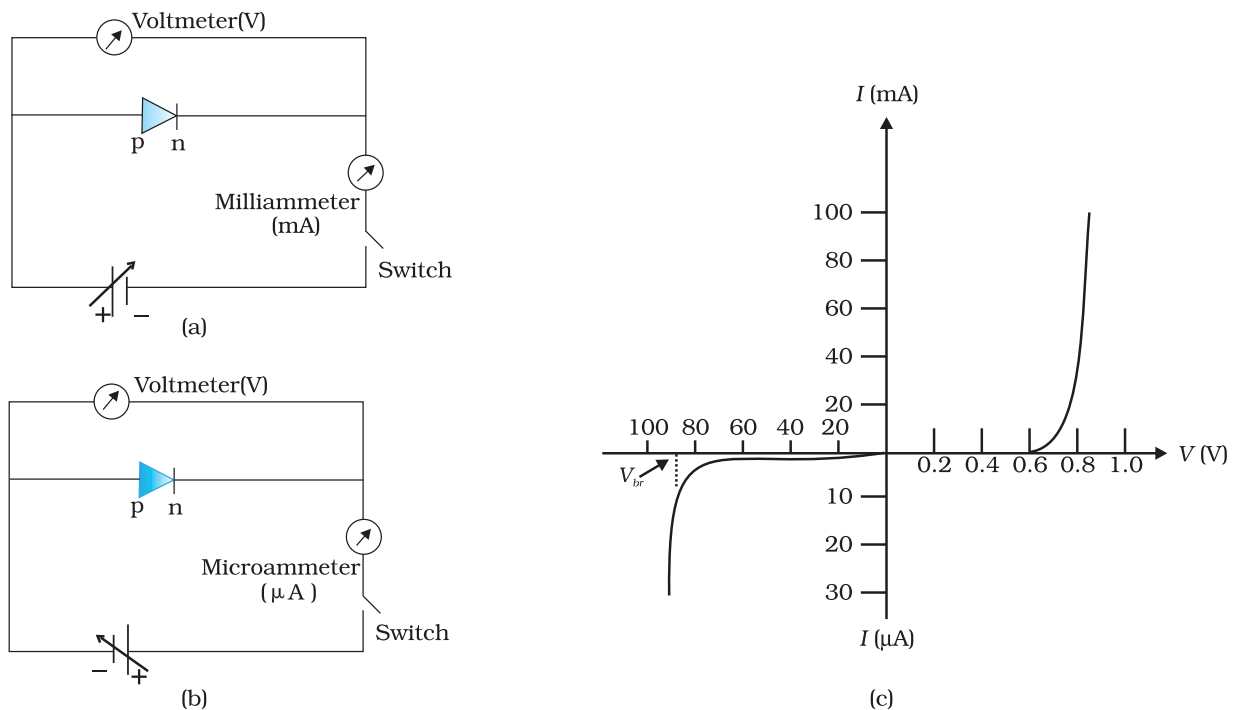 Voltmeter(V)
p n
Milliammeter
(mA)
Switch
+ −
(a)
Voltmeter(V)
p n
Microammeter
( μ A )
Switch
− +
(b)
I (mA)
100
80
60
40
20
100 80 60 40 20
0.2 0.4 0.6 0.8 1.0
V (V)
Vbr
10
20
30
I (μA)
(c)